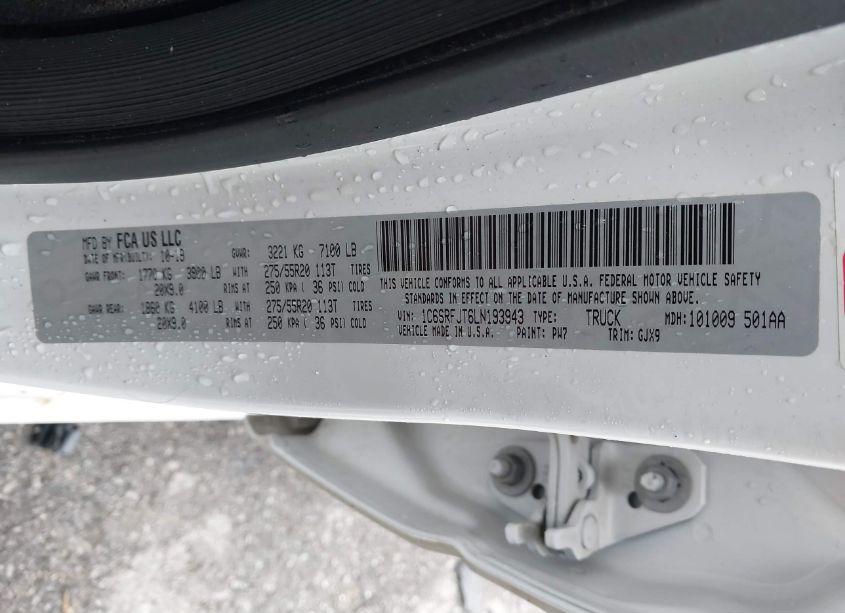 MFD BY FCA US LLC
DATE OF MFR(BUILT): 10-19 GVWR: 3221 KG - 7100 LB
GAWR FRONT: 1770 KG 3900 LB WITH 275/55R20 113T TIRES
20X9.0 RIMS AT 250 KPA ( 36 PSI) COLD
GAWR REAR: 1860 KG 4100 LB WITH 275/55R20 113T TIRES
20X9.0 RIMS AT 250 KPA ( 36 PSI) COLD
THIS VEHICLE CONFORMS TO ALL APPLICABLE U.S.A. FEDERAL MOTOR VEHICLE SAFETY
STANDARDS IN EFFECT ON THE DATE OF MANUFACTURE SHOWN ABOVE.
VIN: 1C6SRFJT6LN193943 TYPE: TRUCK MDH: 101009 501AA
VEHICLE MADE IN U.S.A. PAINT: PW7 TRIM: GJX9